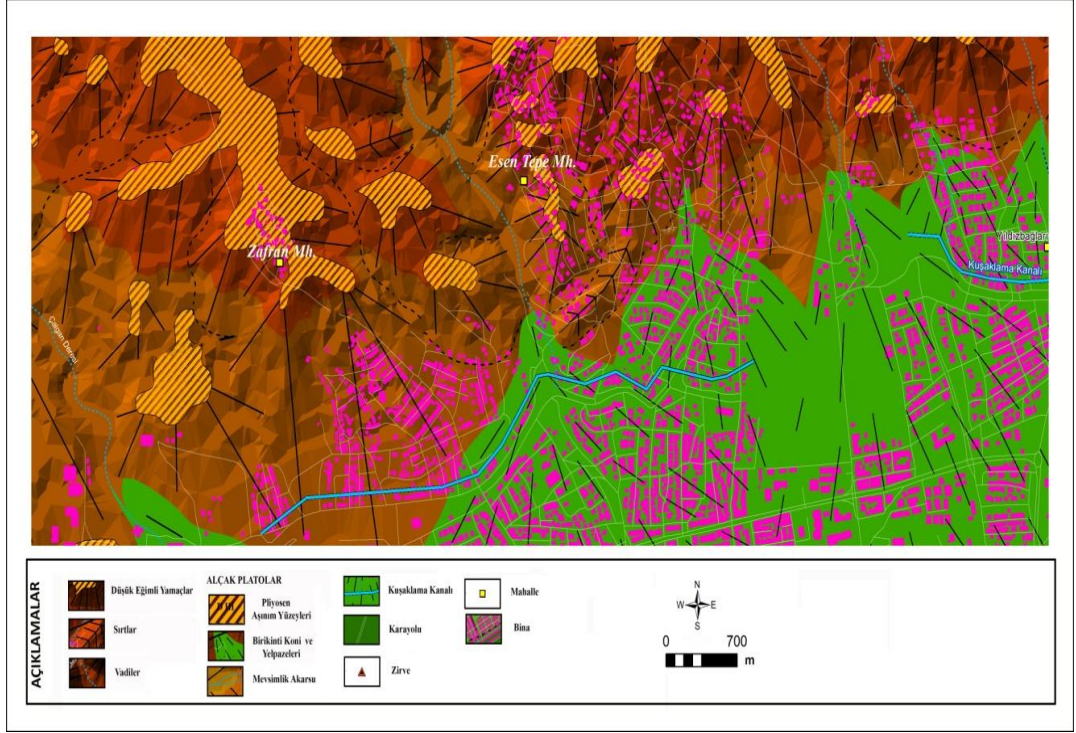 Esen Tepe Mh.
Zafran Mh.
Yıldızbağları
Kuşaklama Kanalı
Çalgan Deresi
AÇIKLAMALAR
Düşük Eğimli Yamaçlar
Sırtlar
Vadiler
ALÇAK PLATOLAR
Pliyosen
Aşınım Yüzeyleri
Birikinti Koni ve
Yelpazeleri
Mevsimlik Akarsu
Kuşaklama Kanalı
Karayolu
Zirve
Mahalle
Bina
N
W
E
S
0
700
m